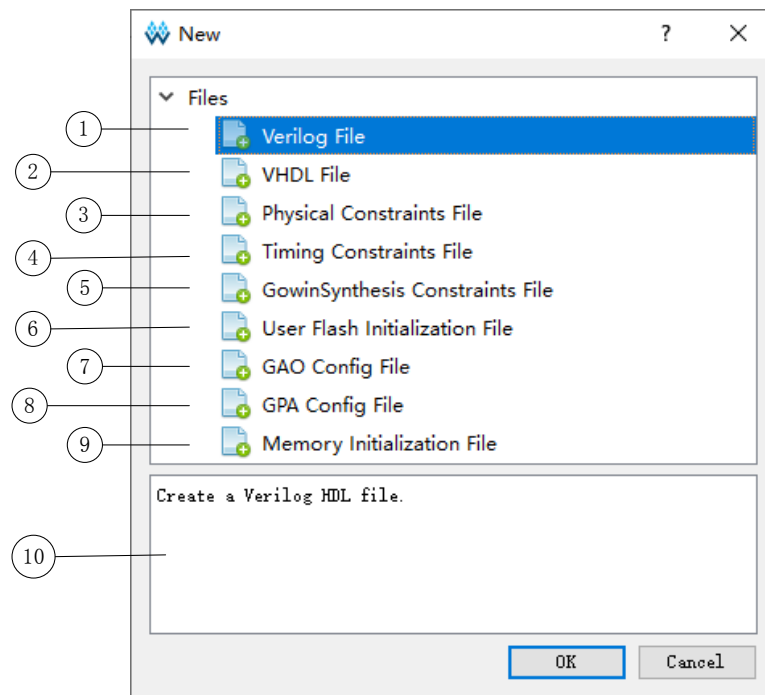 New ?
Files
1 Verilog File
2 VHDL File
3 Physical Constraints File
4 Timing Constraints File
5 GowinSynthesis Constraints File
6 User Flash Initialization File
7 GAO Config File
8 GPA Config File
9 Memory Initialization File
Create a Verilog HDL file.
10
OK Cancel